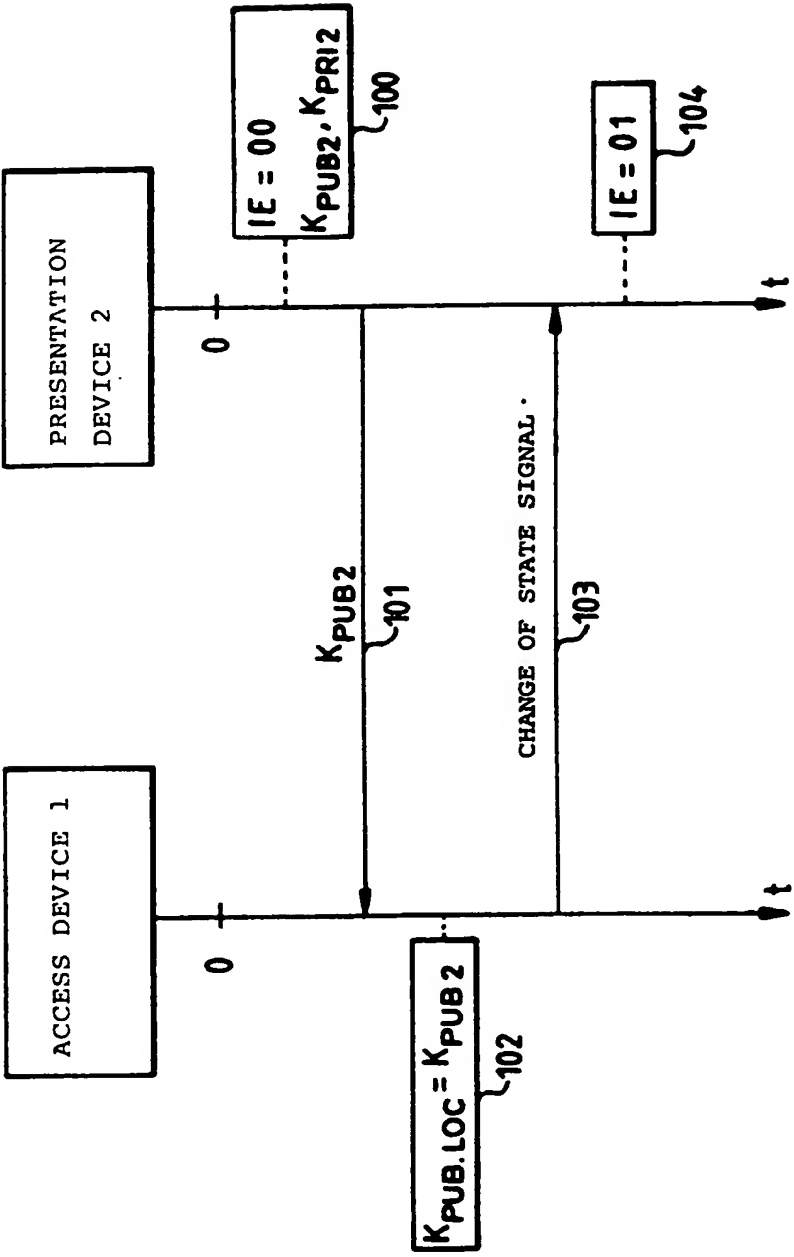 ACCESS DEVICE 1
PRESENTATION
DEVICE 2
0
0
IE = 00
KPUB2, KPRI2
100
KPUB2
101
KPUB.LOC = KPUB2
102
CHANGE OF STATE SIGNAL
103
IE = 01
104
t
t